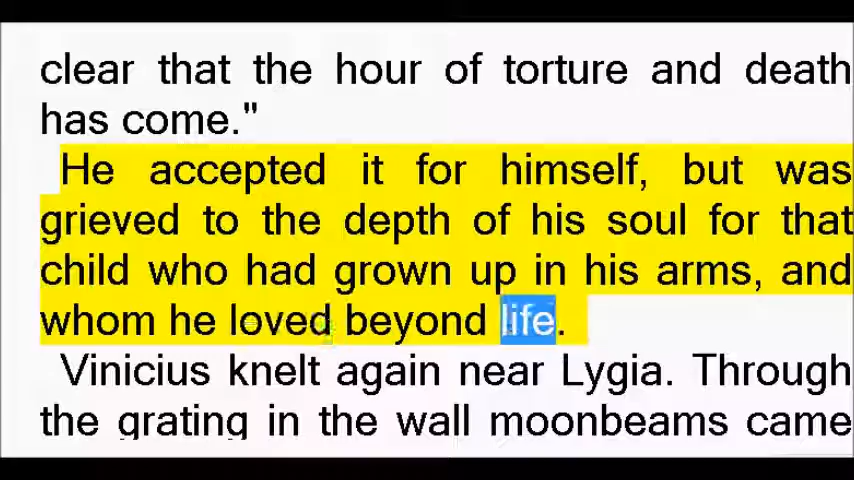 clear that the hour of torture and death
has come."
He accepted it for himself, but was
grieved to the depth of his soul for that
child who had grown up in his arms, and
whom he loved beyond life.
Vinicius knelt again near Lygia. Through
the grating in the wall moonbeams came